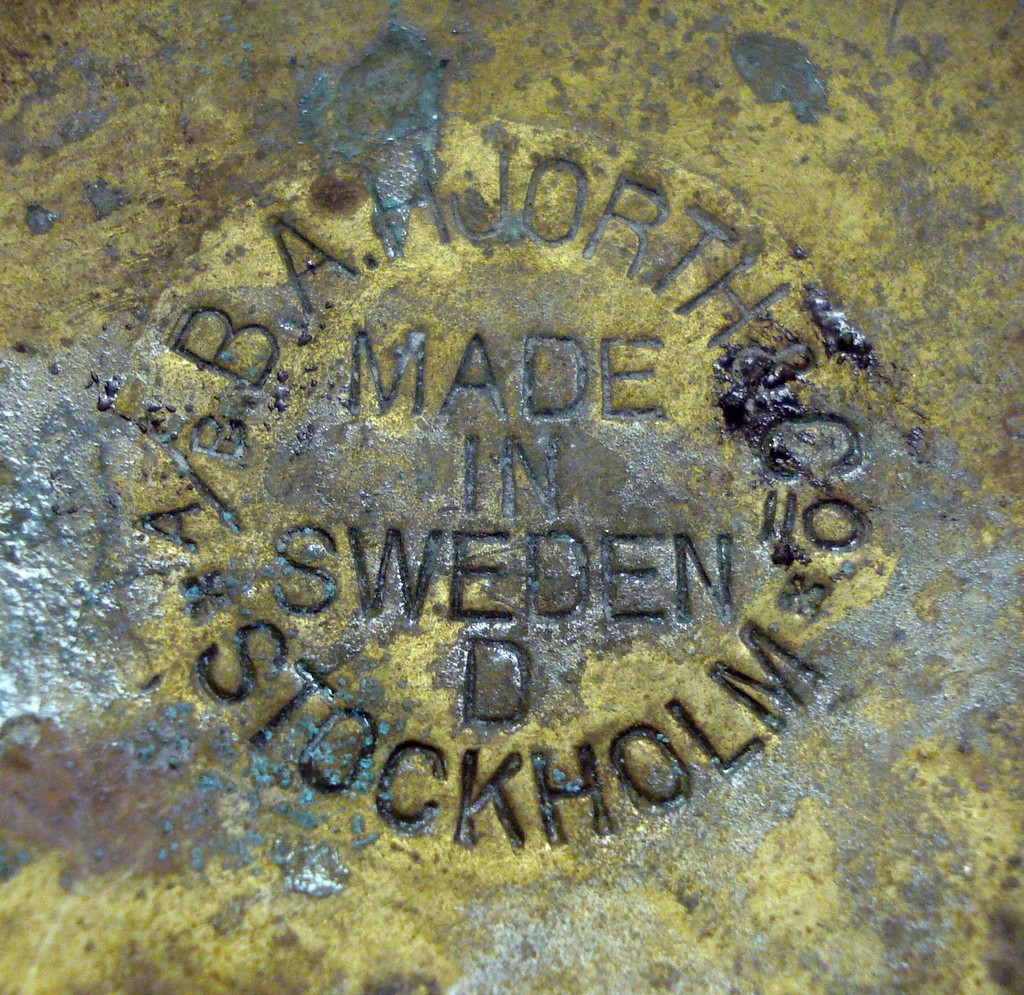 * A/B B.A. HJORTH & Cº *
MADE
IN
SWEDEN
D
STOCKHOLM